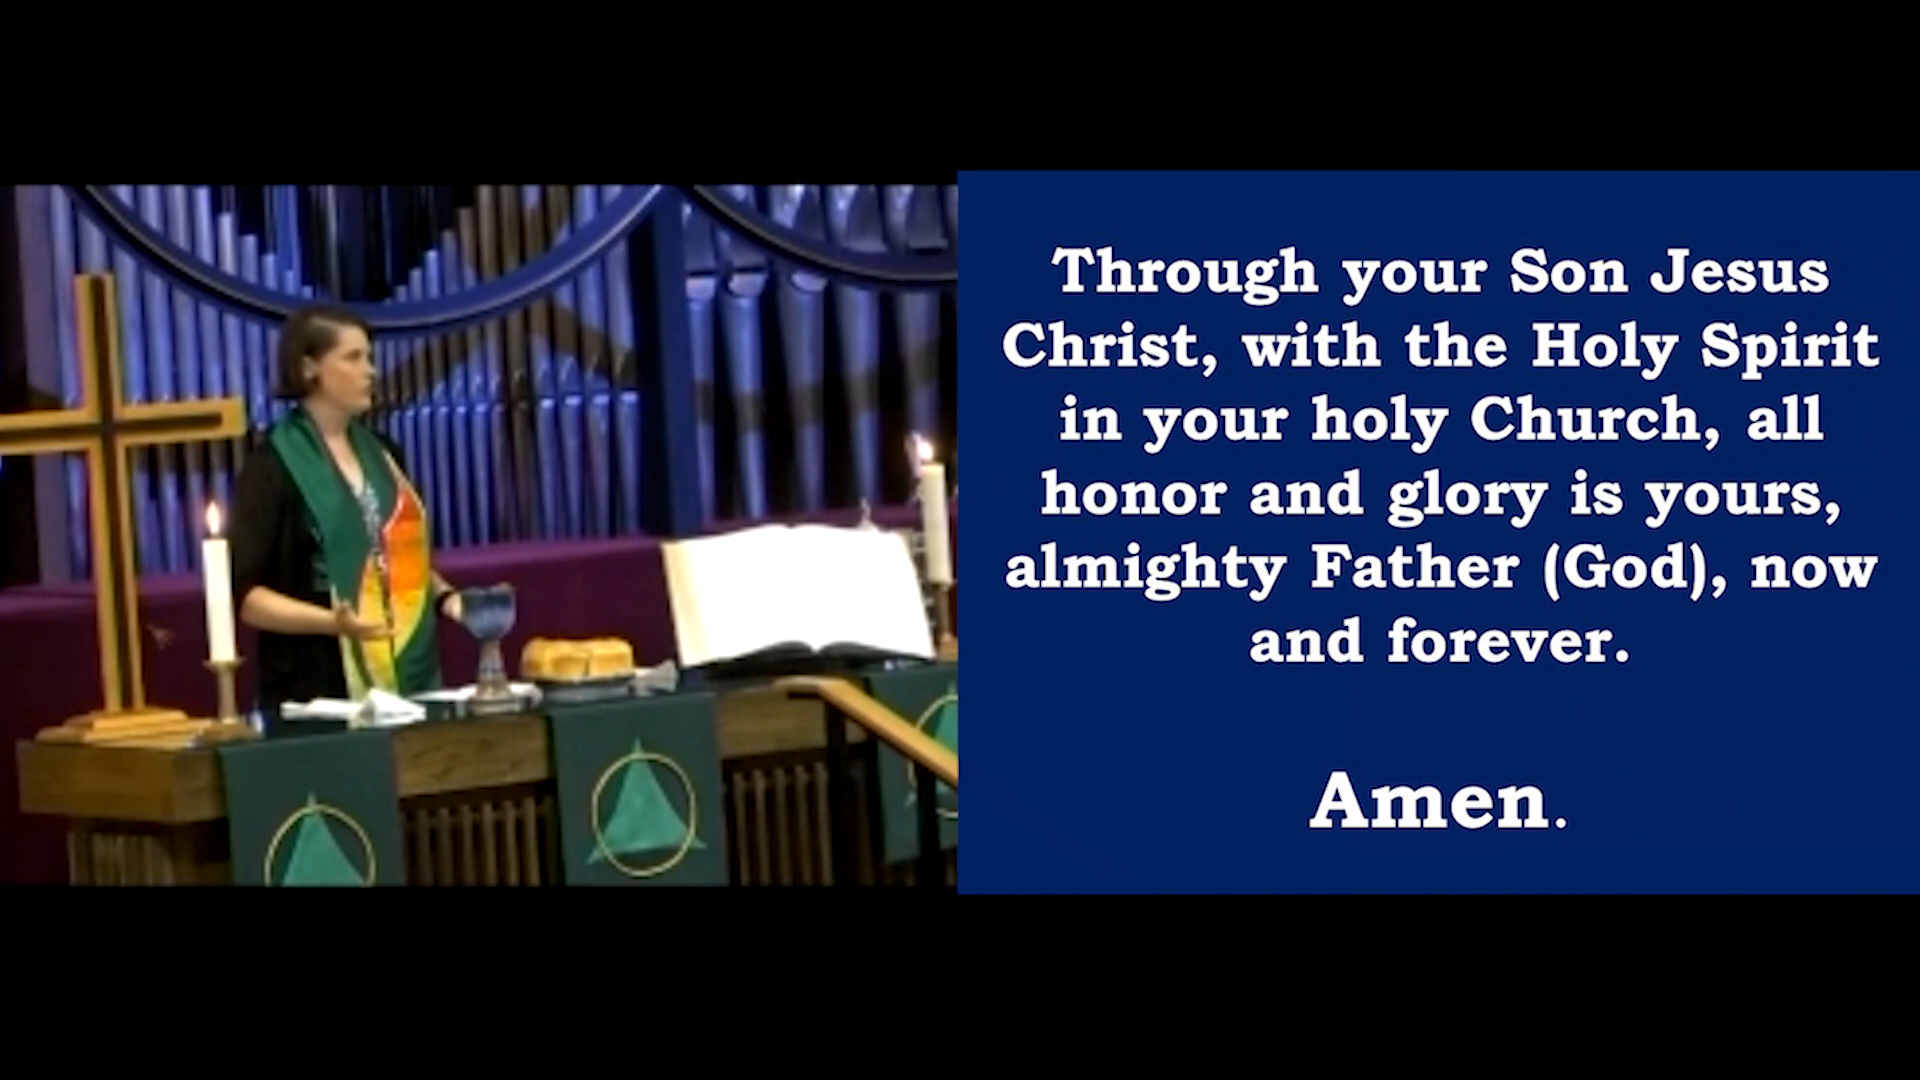 Through your Son Jesus
Christ, with the Holy Spirit
in your holy Church, all
honor and glory is yours,
almighty Father (God), now
and forever.
Amen.